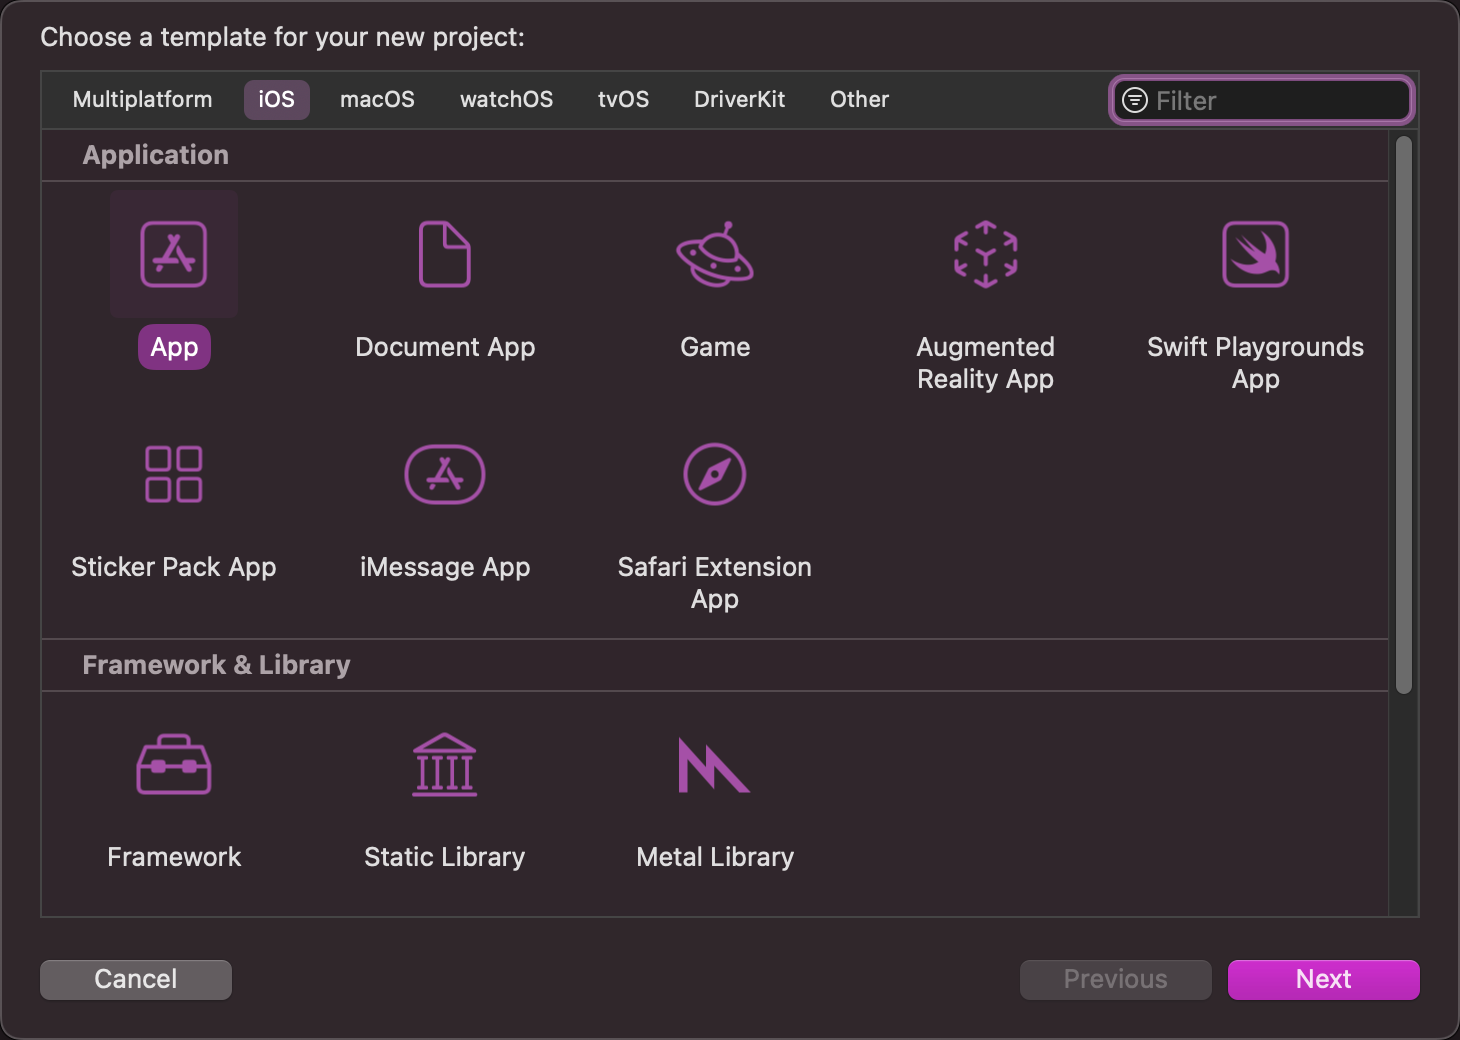 Choose a template for your new project:
Multiplatform iOS macOS watchOS tvOS DriverKit Other Filter
Application
App Document App Game Augmented Reality App Swift Playgrounds App
Sticker Pack App iMessage App Safari Extension App
Framework & Library
Framework Static Library Metal Library
Cancel Previous Next